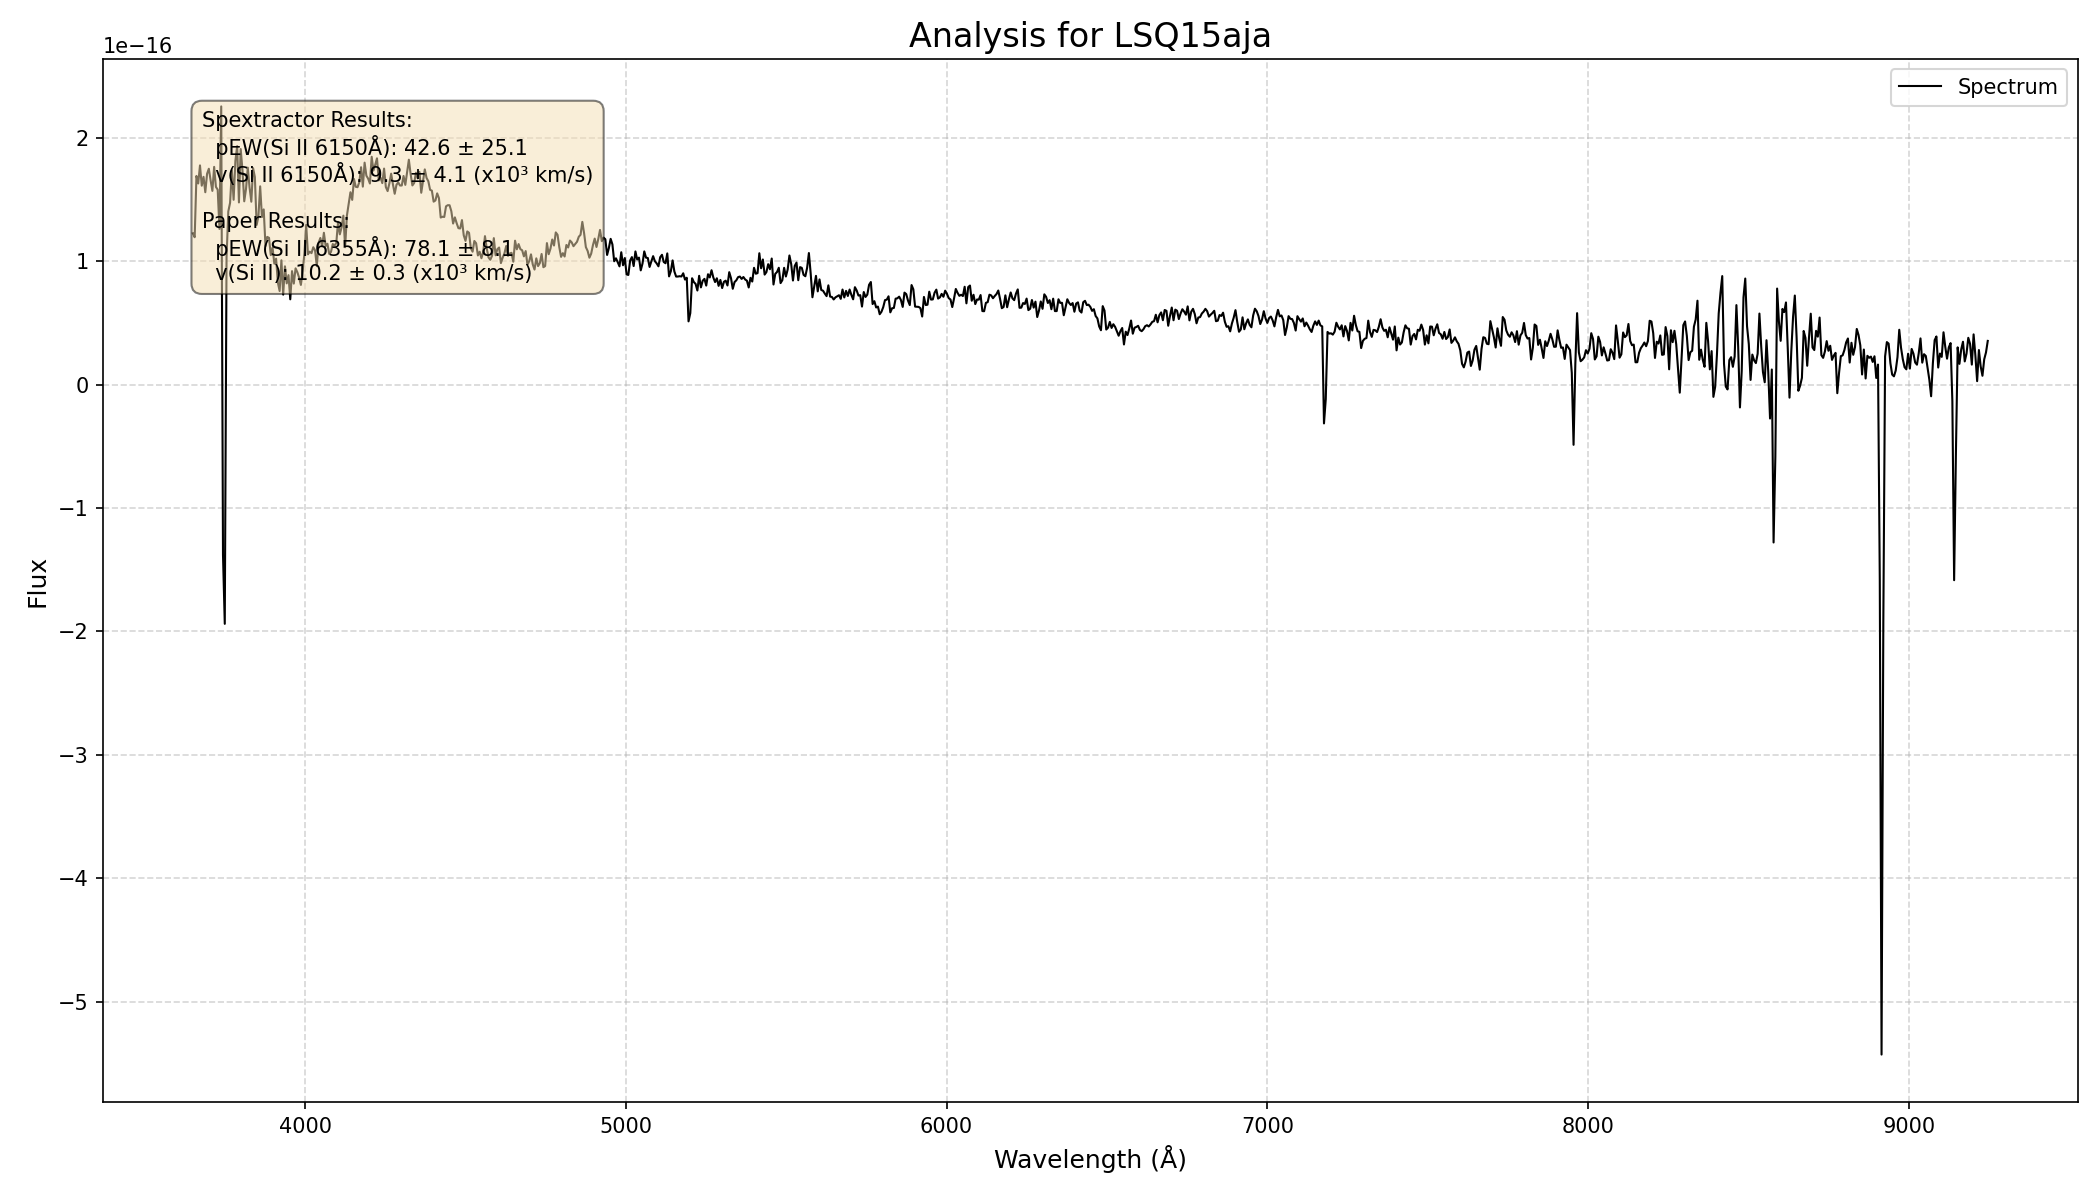 Analysis for LSQ15aja
1e−16
Spectrum
Spextractor Results:
pEW(Si II 6150Å): 42.6 ± 25.1
v(Si II 6150Å): 9.3 ± 4.1 (x10³ km/s)
Paper Results:
pEW(Si II 6355Å): 78.1 ± 8.1
v(Si II): 10.2 ± 0.3 (x10³ km/s)
2
1
0
−1
−2
−3
−4
−5
Flux
4000 5000 6000 7000 8000 9000
Wavelength (Å)